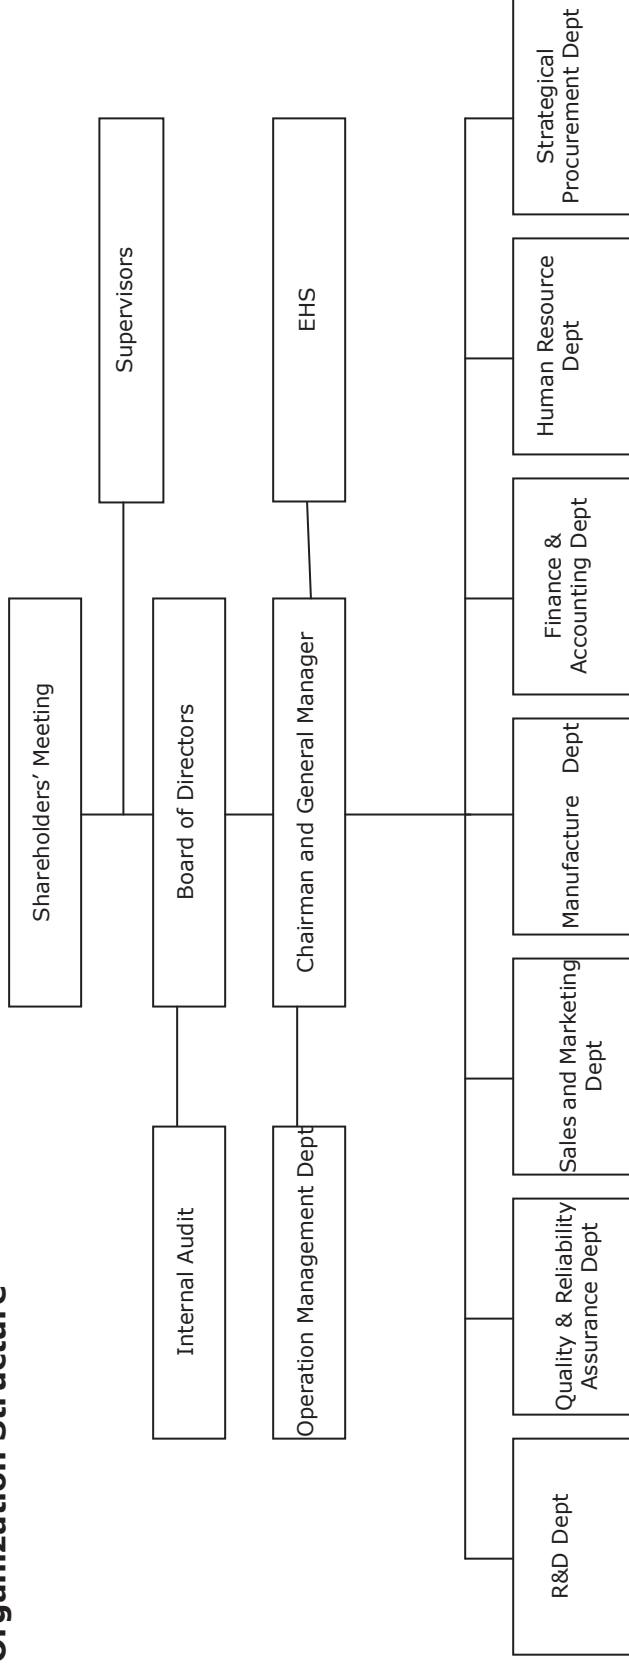 Organization Structure
Shareholders’ Meeting
Supervisors
Internal Audit
Board of Directors
Operation Management Dept
Chairman and General Manager
EHS
R&D Dept
Quality & Reliability
Assurance Dept
Sales and Marketing
Dept
Manufacture Dept
Finance &
Accounting Dept
Human Resource
Dept
Strategical
Procurement Dept